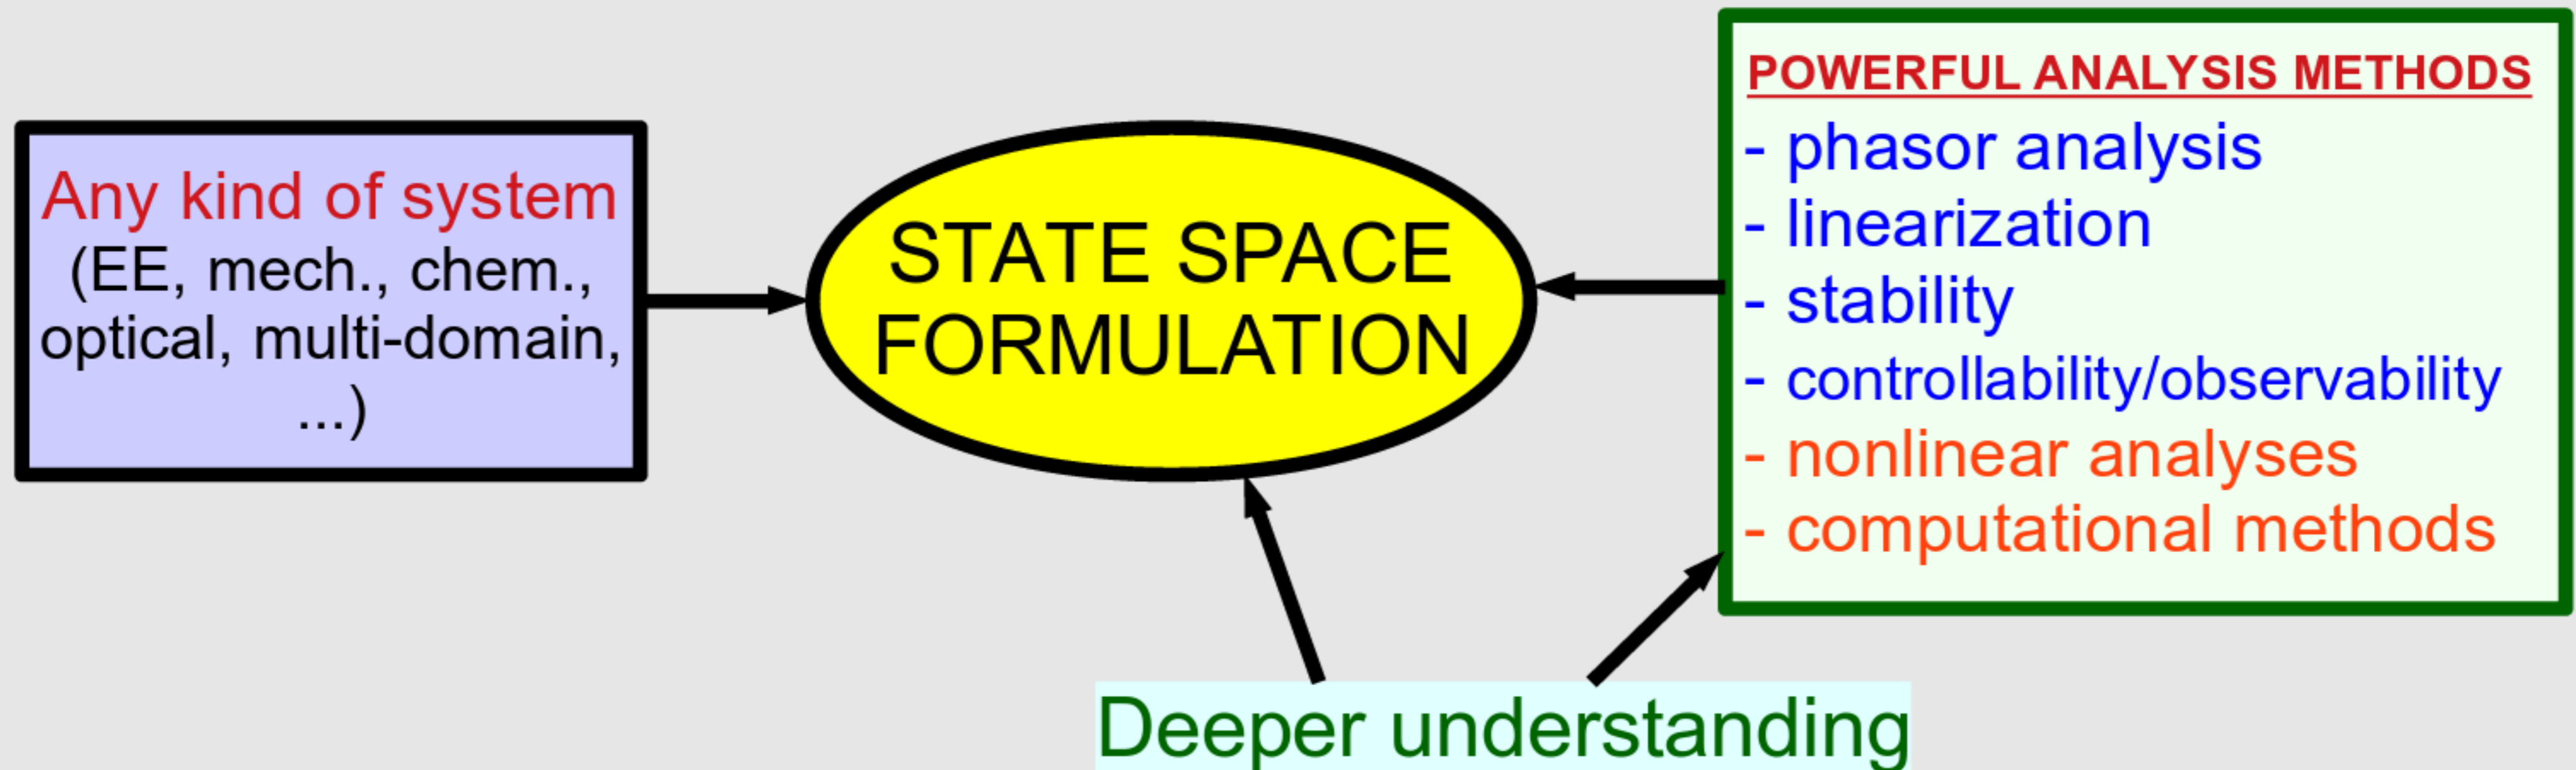 Any kind of system
(EE, mech., chem.,
optical, multi-domain,
...)
STATE SPACE
FORMULATION
POWERFUL ANALYSIS METHODS
- phasor analysis
- linearization
- stability
- controllability/observability
- nonlinear analyses
- computational methods
Deeper understanding